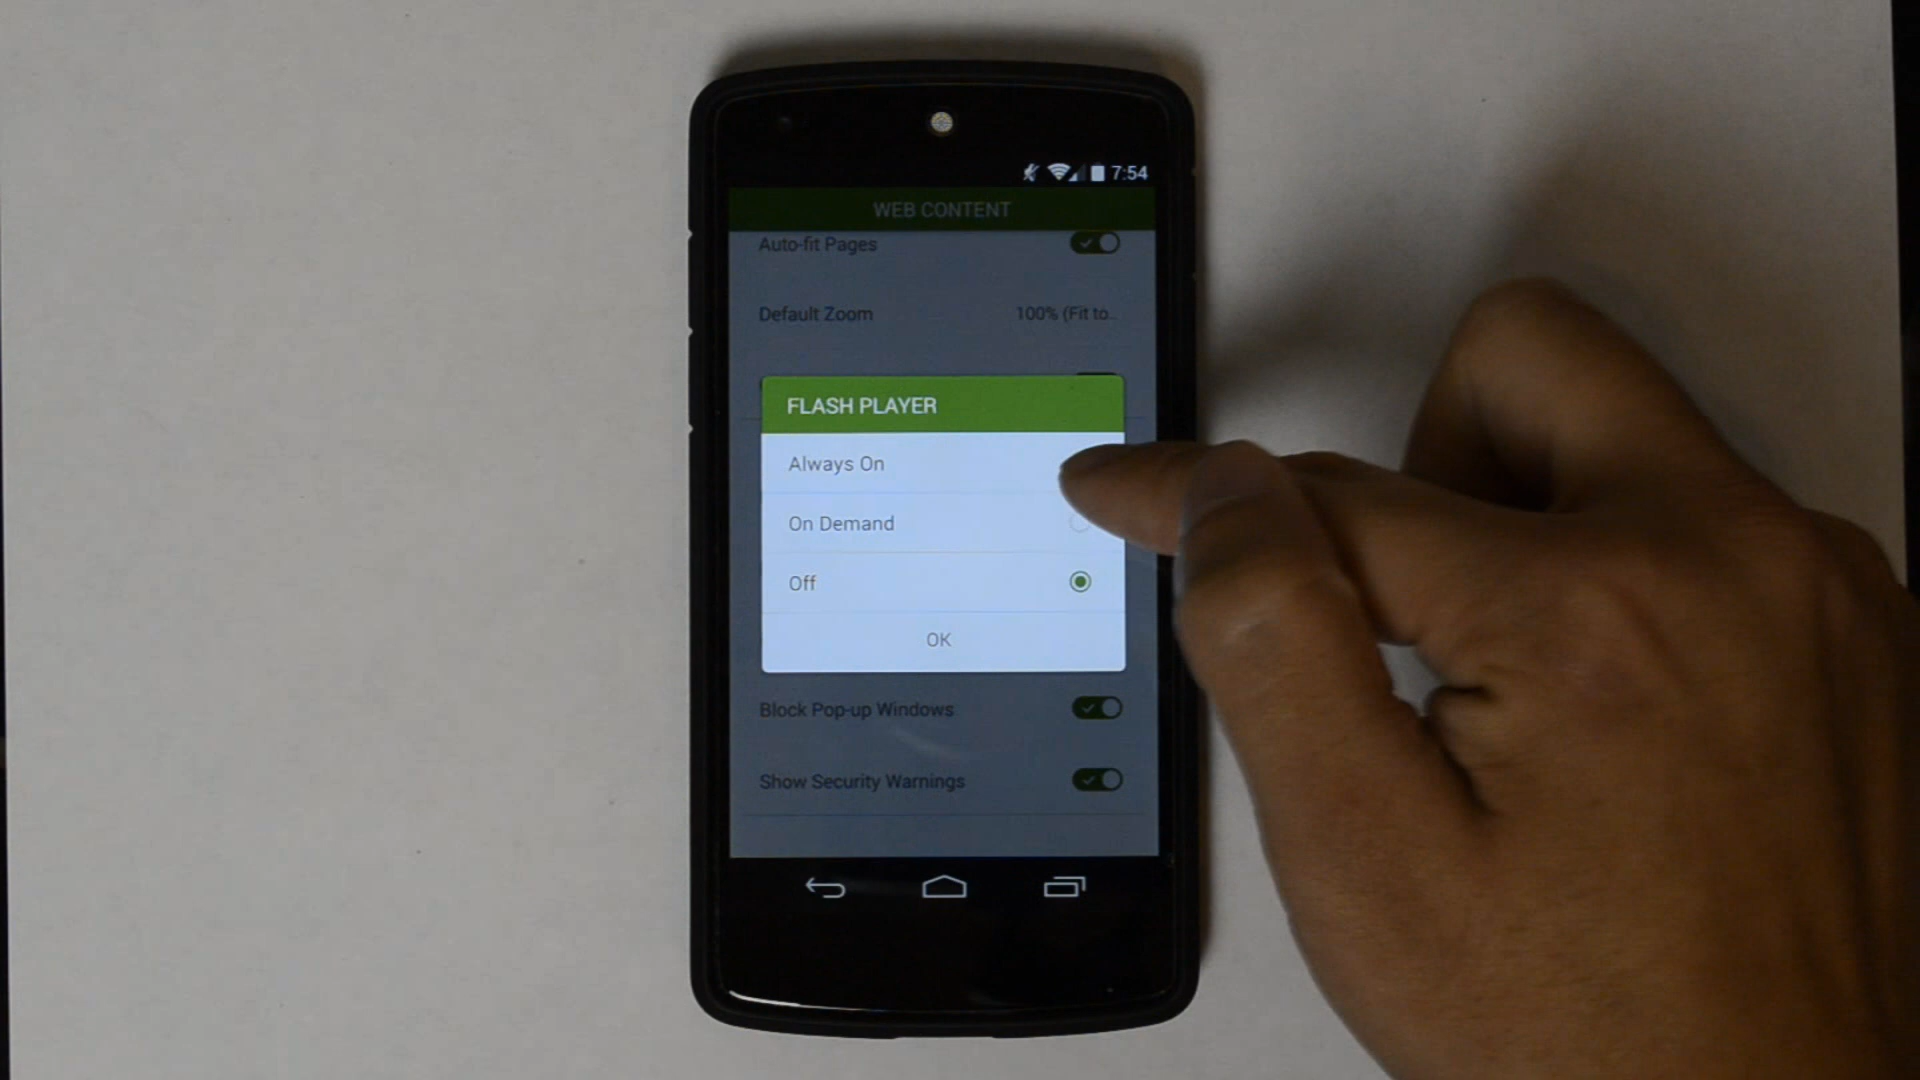 7:54
WEB CONTENT
Auto-fit Pages
Default Zoom 100% (Fit to..
FLASH PLAYER
Always On
On Demand
Off
OK
Block Pop-up Windows
Show Security Warnings